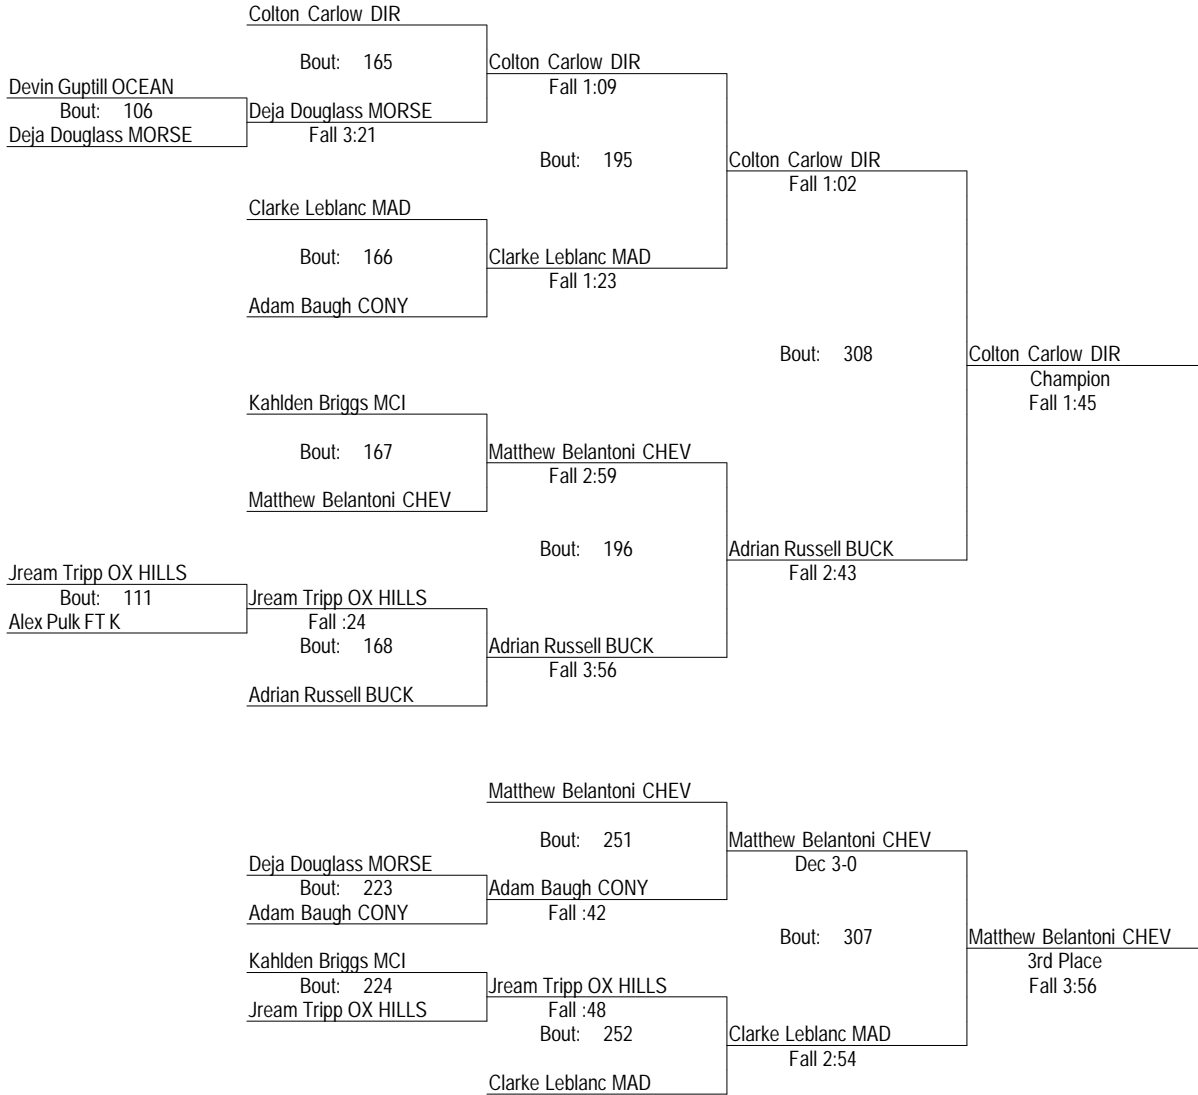 Colton Carlow DIR
Bout: 165
Colton Carlow DIR
Fall 1:09
Devin Guptill OCEAN
Bout: 106
Deja Douglass MORSE
Deja Douglass MORSE
Fall 3:21
Bout: 195
Colton Carlow DIR
Fall 1:02
Clarke Leblanc MAD
Bout: 166
Clarke Leblanc MAD
Fall 1:23
Adam Baugh CONY
Bout: 308
Colton Carlow DIR
Champion
Fall 1:45
Kahlden Briggs MCI
Bout: 167
Matthew Belantoni CHEV
Fall 2:59
Matthew Belantoni CHEV
Bout: 196
Adrian Russell BUCK
Fall 2:43
Jream Tripp OX HILLS
Bout: 111
Alex Pulk FT K
Jream Tripp OX HILLS
Fall :24
Bout: 168
Adrian Russell BUCK
Fall 3:56
Adrian Russell BUCK
Matthew Belantoni CHEV
Bout: 251
Matthew Belantoni CHEV
Dec 3-0
Deja Douglass MORSE
Bout: 223
Adam Baugh CONY
Adam Baugh CONY
Fall :42
Bout: 307
Matthew Belantoni CHEV
3rd Place
Fall 3:56
Kahlden Briggs MCI
Bout: 224
Jream Tripp OX HILLS
Jream Tripp OX HILLS
Fall :48
Bout: 252
Clarke Leblanc MAD
Fall 2:54
Clarke Leblanc MAD